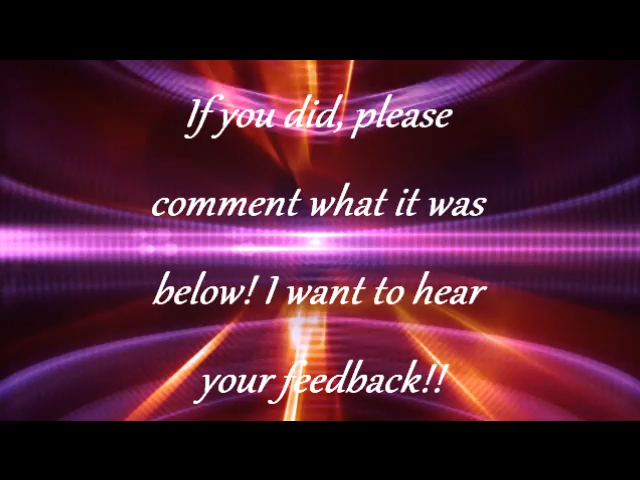 If you did, please
comment what it was
below! I want to hear
your feedback!!